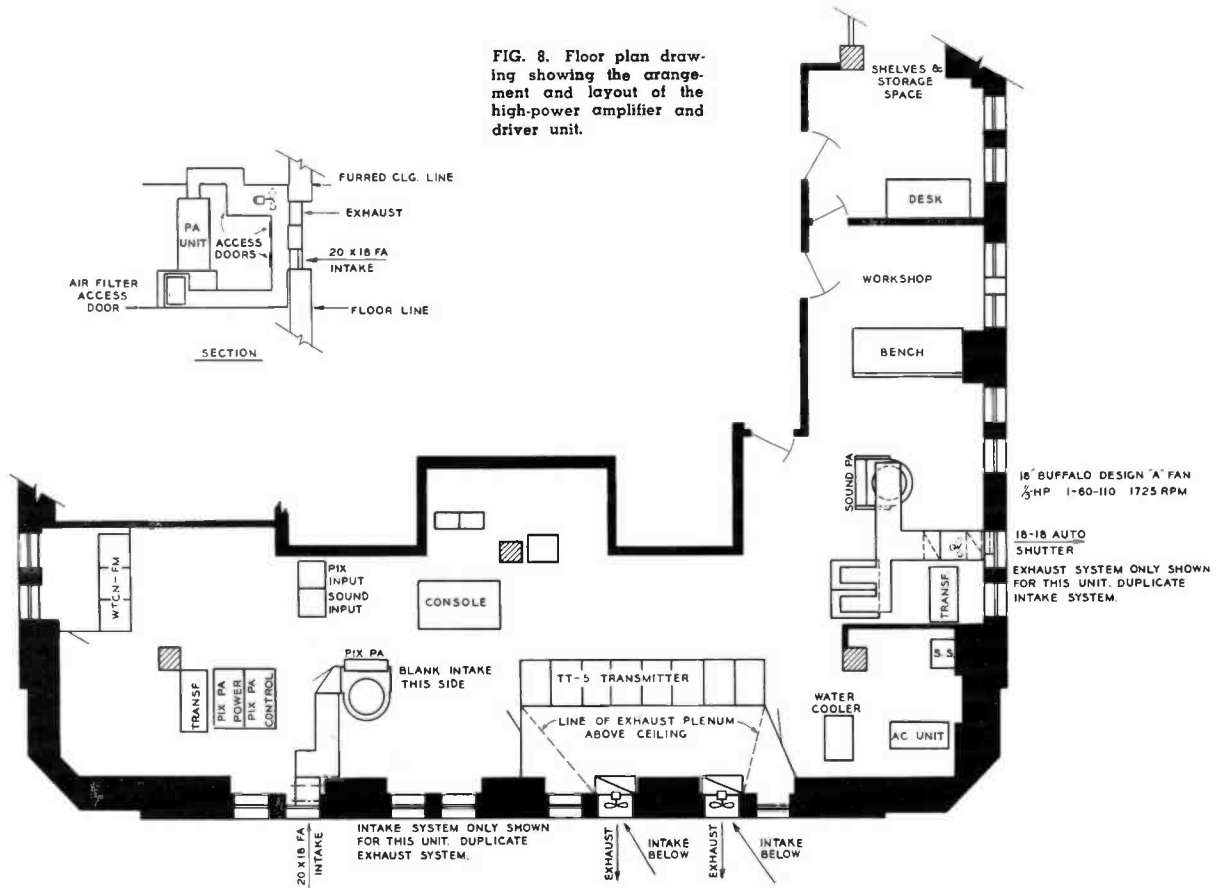 FIG. 8. Floor plan draw-
ing showing the arange-
ment and layout of the
high-power amplifier and
driver unit.
SHELVES &
STORAGE
SPACE
DESK
WORKSHOP
BENCH
FURRED CLG. LINE
EXHAUST
PA
UNIT
ACCESS
DOORS
20 X 18 FA
INTAKE
AIR FILTER
ACCESS
DOOR
FLOOR LINE
SECTION
SOUND PA
18" BUFFALO DESIGN "A" FAN
1/3-HP 1-60-110 1725 RPM
18-18 AUTO
SHUTTER
EXHAUST SYSTEM ONLY SHOWN
FOR THIS UNIT. DUPLICATE
INTAKE SYSTEM.
TRANSF.
WTCN-FM
PIX
INPUT
SOUND
INPUT
CONSOLE
PIX PA
BLANK INTAKE
THIS SIDE
TRANSF
PIX PA
POWER
PIX PA
CONTROL
TT-5 TRANSMITTER
LINE OF EXHAUST PLENUM
ABOVE CEILING
WATER
COOLER
S.S.
AC UNIT
20 X 18 FA
INTAKE
INTAKE SYSTEM ONLY SHOWN
FOR THIS UNIT. DUPLICATE
EXHAUST SYSTEM.
EXHAUST
INTAKE
BELOW
EXHAUST
INTAKE
BELOW